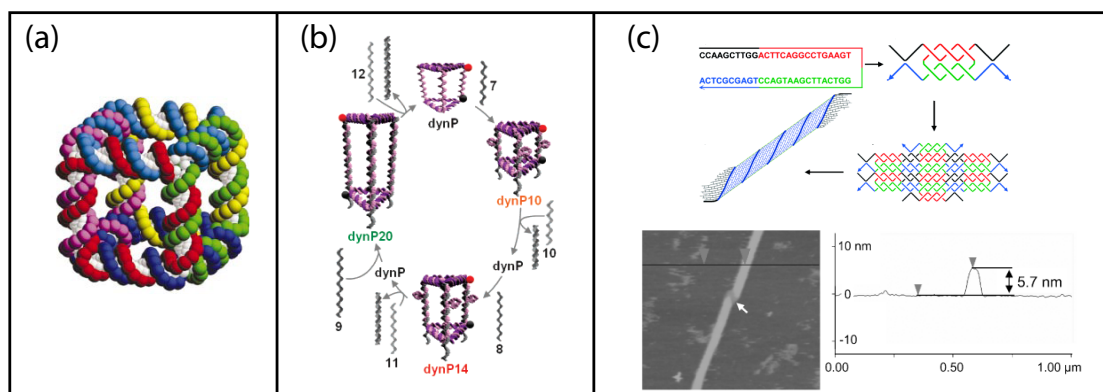 (a)
(b)
12
7
dynP
dynP10
dynP20
10
dynP
dynP
9
11
8
dynP14
(c)
CCAAGCTTGGACTTCAGGCCTGAAGT
ACTCGCGAGTCCAGTAAGCTTACTGG
10 nm
5.7 nm
0
-10
0.00
0.50
1.00 µm